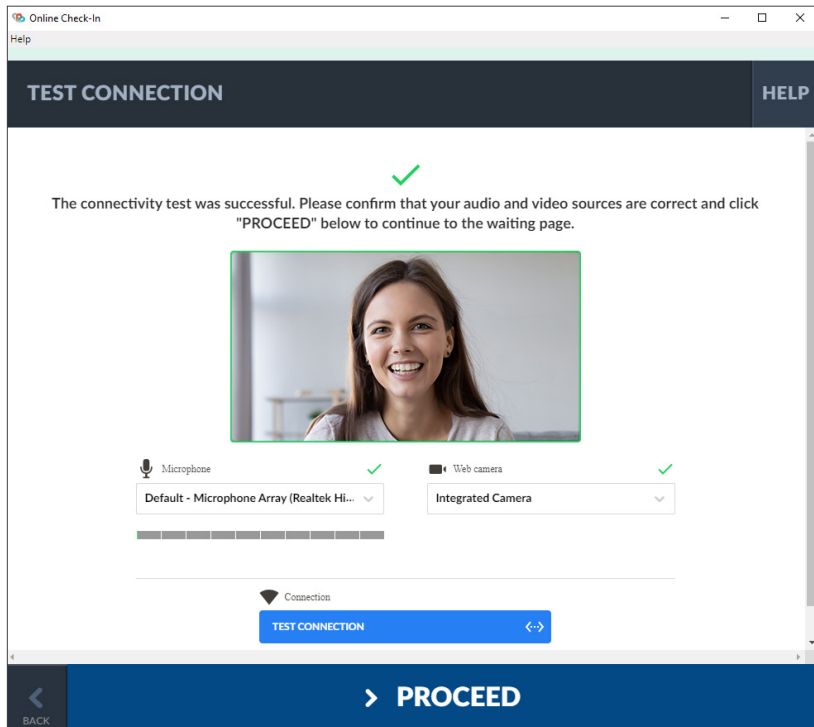 Online Check-In
Help
TEST CONNECTION
HELP
The connectivity test was successful. Please confirm that your audio and video sources are correct and click
"PROCEED" below to continue to the waiting page.
Microphone
Web camera
Default - Microphone Array (Realtek Hi...
Integrated Camera
Connection
TEST CONNECTION
BACK
PROCEED